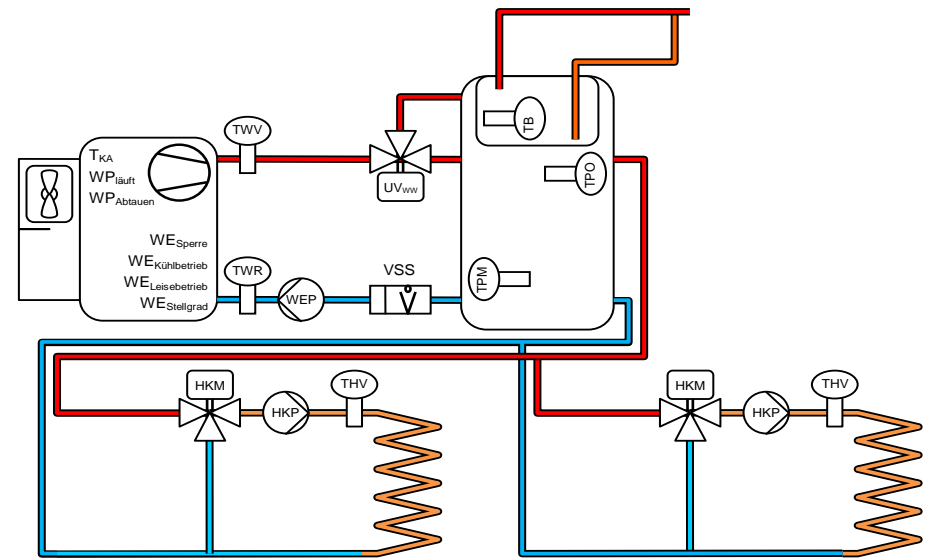 TWV
TB
T_KA
WP_läuft
WP_Abtauen
UV_WW
TPO
WE_Sperre
WE_Kühlbetrieb
WE_Leisebetrieb
WE_Stellgrad
TWR
WEP
VSS
V̊
TPM
HKM
HKP
THV
HKM
HKP
THV